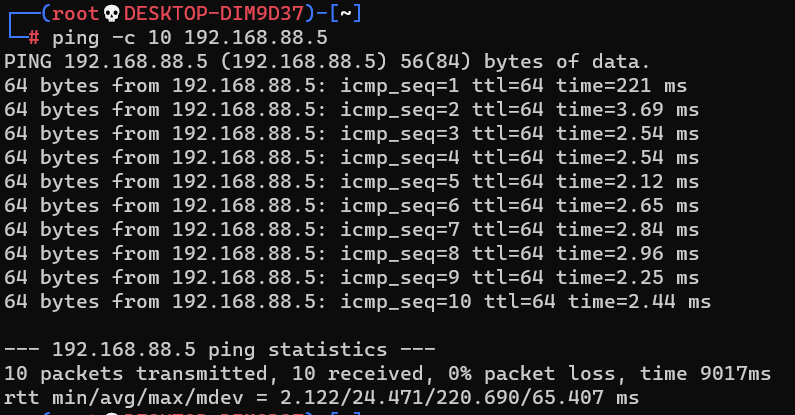 ┌──(root💀DESKTOP-DIM9D37)-[~]
└─# ping -c 10 192.168.88.5
PING 192.168.88.5 (192.168.88.5) 56(84) bytes of data.
64 bytes from 192.168.88.5: icmp_seq=1 ttl=64 time=221 ms
64 bytes from 192.168.88.5: icmp_seq=2 ttl=64 time=3.69 ms
64 bytes from 192.168.88.5: icmp_seq=3 ttl=64 time=2.54 ms
64 bytes from 192.168.88.5: icmp_seq=4 ttl=64 time=2.54 ms
64 bytes from 192.168.88.5: icmp_seq=5 ttl=64 time=2.12 ms
64 bytes from 192.168.88.5: icmp_seq=6 ttl=64 time=2.65 ms
64 bytes from 192.168.88.5: icmp_seq=7 ttl=64 time=2.84 ms
64 bytes from 192.168.88.5: icmp_seq=8 ttl=64 time=2.96 ms
64 bytes from 192.168.88.5: icmp_seq=9 ttl=64 time=2.25 ms
64 bytes from 192.168.88.5: icmp_seq=10 ttl=64 time=2.44 ms
--- 192.168.88.5 ping statistics ---
10 packets transmitted, 10 received, 0% packet loss, time 9017ms
rtt min/avg/max/mdev = 2.122/24.471/220.690/65.407 ms